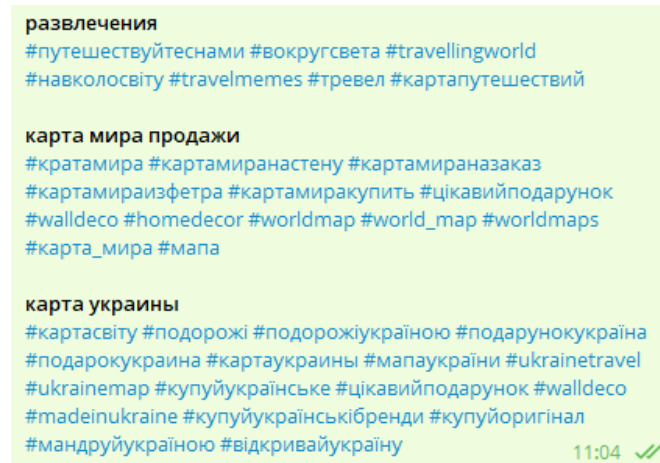 развлечения
#путешествуйтеснами #вокругсвета #travellingworld
#навколосвіту #travelmemes #тревел #картапутешествий
карта мира продажи
#кратамира #картамиранастену #картамираназаказ
#картамираизфетра #картамиракупить #цікавийподарунок
#walldeco #homedecor #worldmap #world_map #worldmaps
#карта_мира #мапа
карта украины
#картасвіту #подорожі #подорожіукраїною #подарунокукраїна
#подарокукраина #картаукраины #мапаукраїни #ukrainetravel
#ukrainemap #купуйукраїнське #цікавийподарунок #walldeco
#madeinukraine #купуйукраїнськібренди #купуйоригінал
#мандруйукраїною #відкривайукраїну
11:04